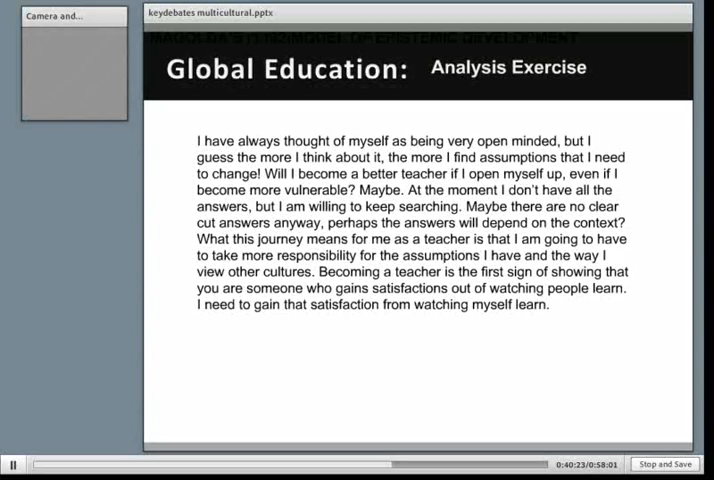 Camera and...
keydebates multicultural.pptx
Global Education: Analysis Exercise
I have always thought of myself as being very open minded, but I
guess the more I think about it, the more I find assumptions that I need
to change! Will I become a better teacher if I open myself up, even if I
become more vulnerable? Maybe. At the moment I don't have all the
answers, but I am willing to keep searching. Maybe there are no clear
cut answers anyway, perhaps the answers will depend on the context?
What this journey means for me as a teacher is that I am going to have
to take more responsibility for the assumptions I have and the way I
view other cultures. Becoming a teacher is the first sign of showing that
you are someone who gains satisfactions out of watching people learn.
I need to gain that satisfaction from watching myself learn.
0:40:23/0:58:01
Stop and Save